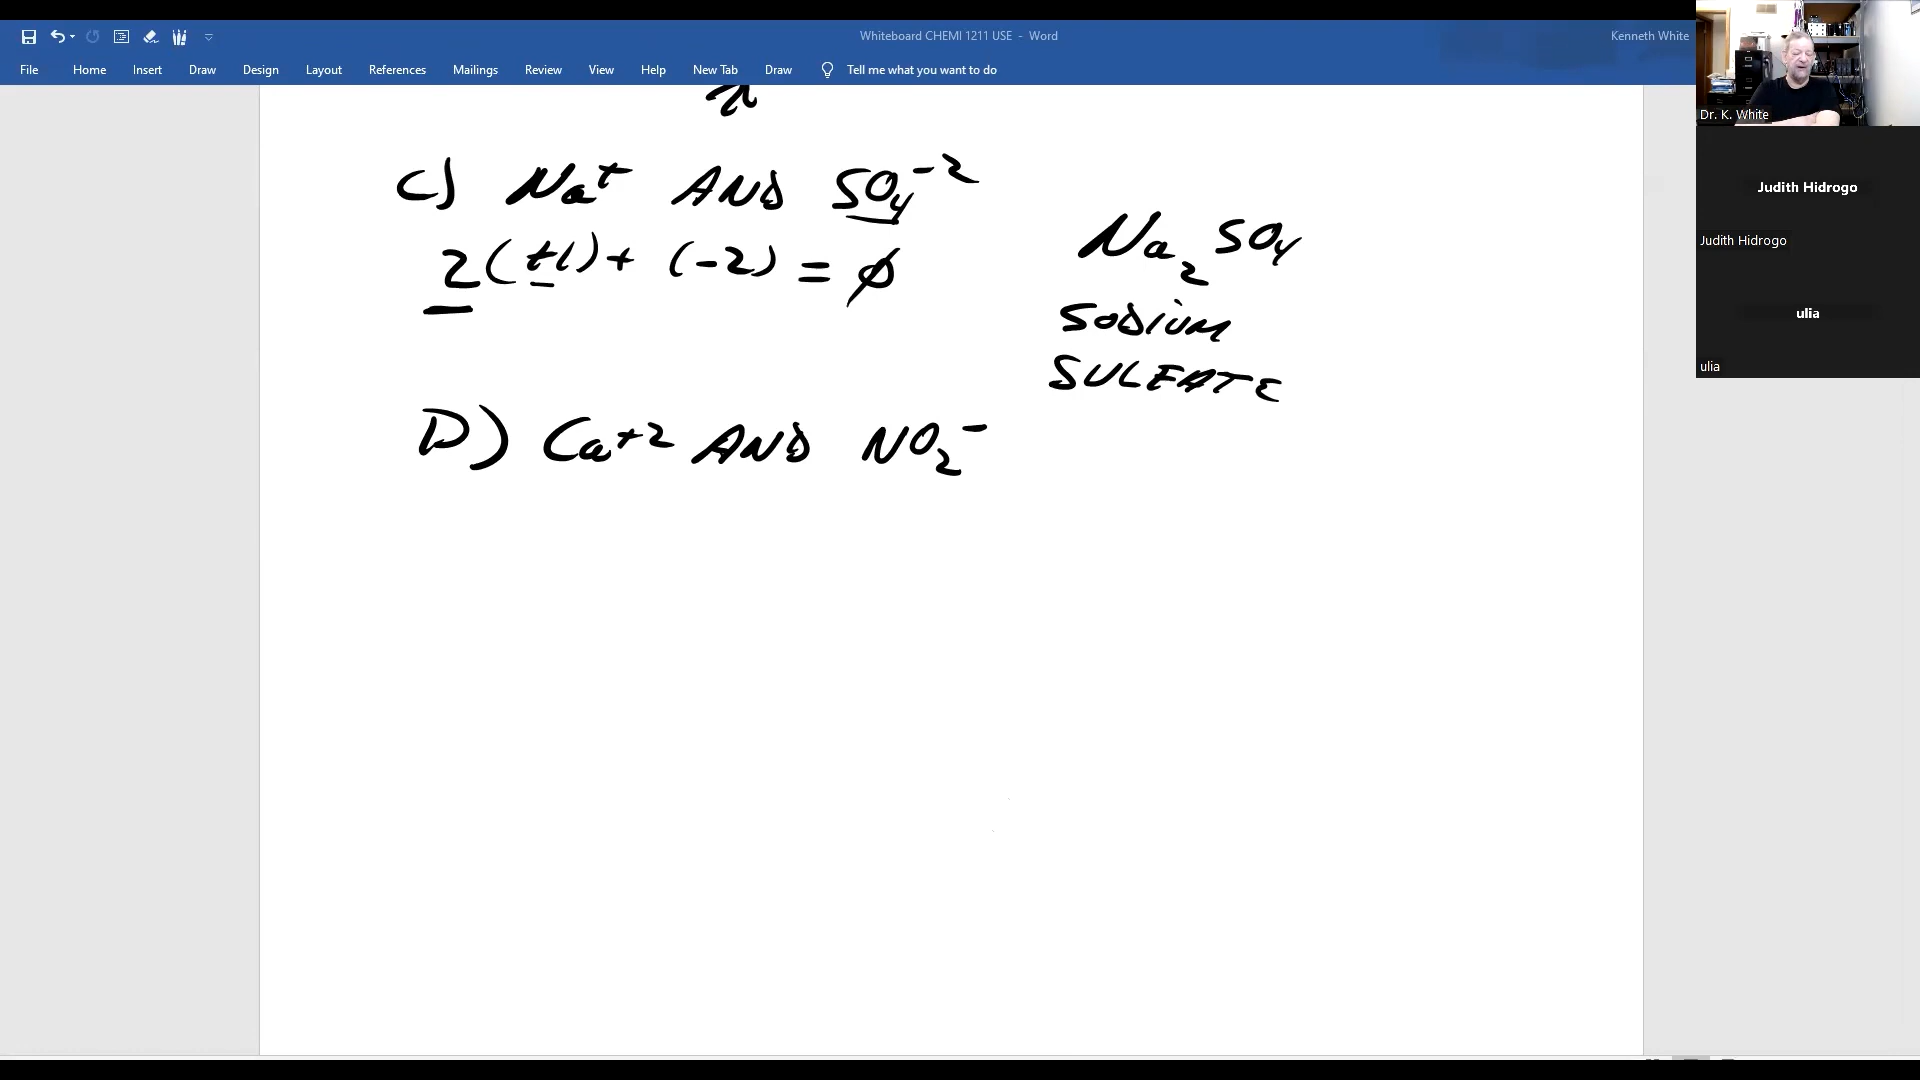 Whiteboard CHEMI 1211 USE - Word
Kenneth White
File Home Insert Draw Design Layout References Mailings Review View Help New Tab Draw Tell me what you want to do
Dr. K. White
Judith Hidrogo
Judith Hidrogo
ulia
ulia
C) Na⁺ AND SO₄⁻²
2(+1) + (-2) = ∅
Na₂SO₄
SODIUM
SULFATE
D) Ca⁺² AND NO₂⁻